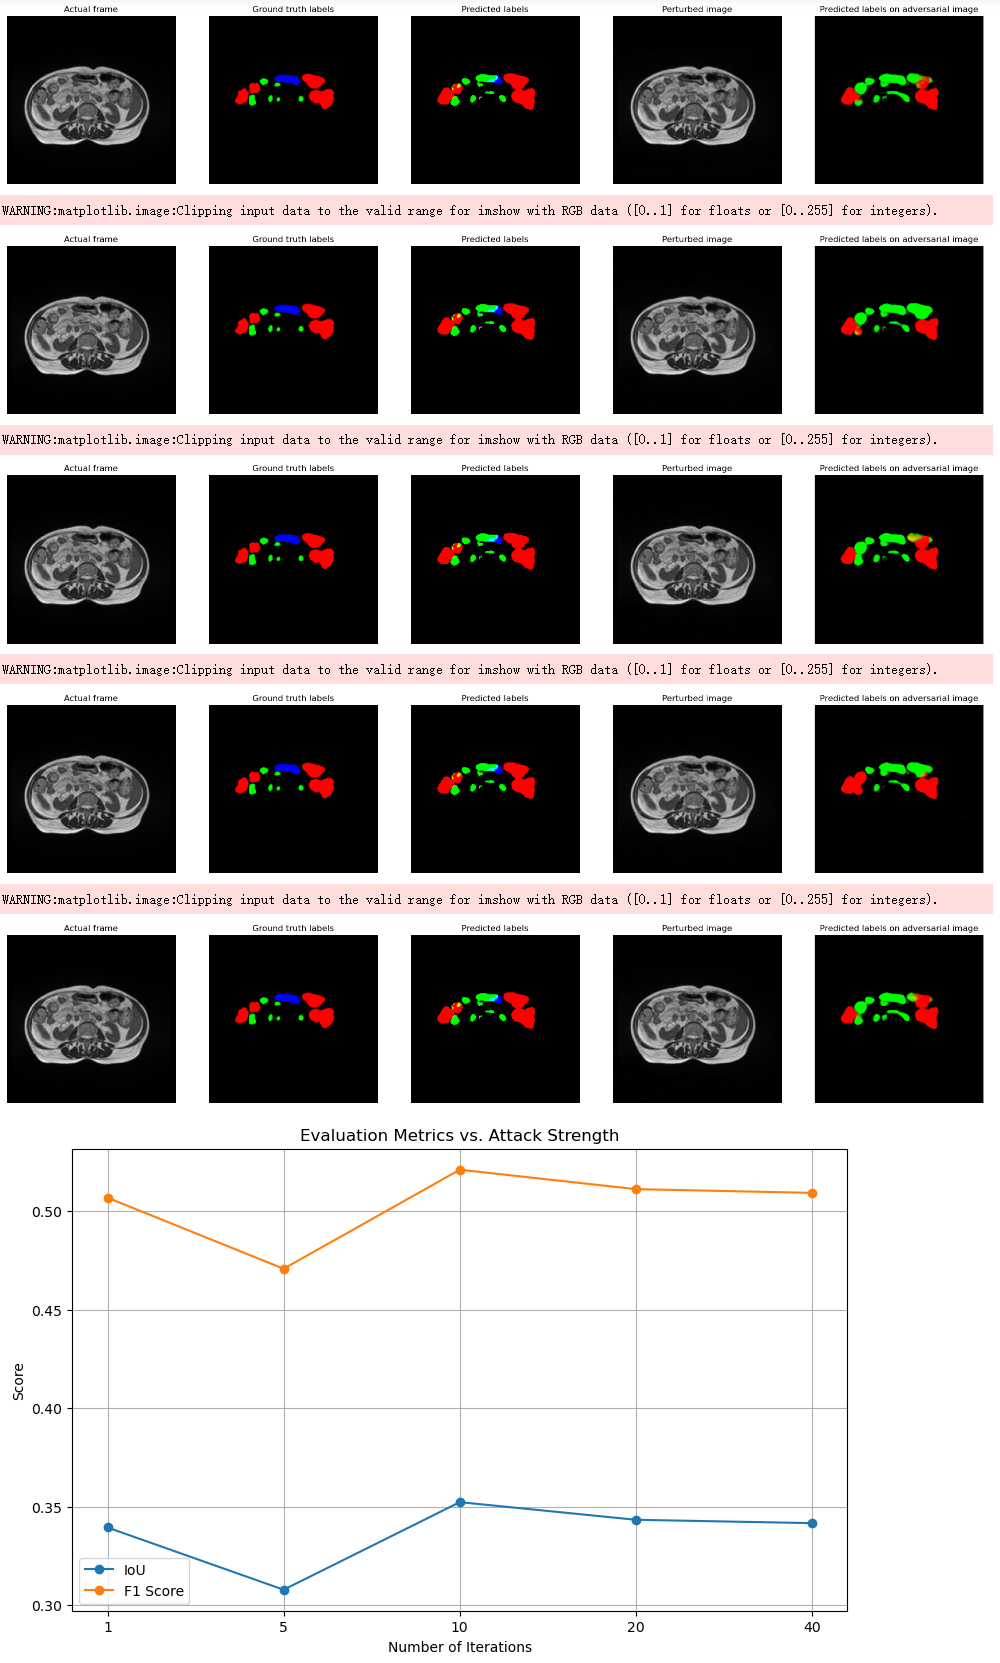 Actual frame Ground truth labels Predicted labels Perturbed image Predicted labels on adversarial image
WARNING:matplotlib.image:Clipping input data to the valid range for imshow with RGB data ([0..1] for floats or [0..255] for integers).
Actual frame Ground truth labels Predicted labels Perturbed image Predicted labels on adversarial image
WARNING:matplotlib.image:Clipping input data to the valid range for imshow with RGB data ([0..1] for floats or [0..255] for integers).
Actual frame Ground truth labels Predicted labels Perturbed image Predicted labels on adversarial image
WARNING:matplotlib.image:Clipping input data to the valid range for imshow with RGB data ([0..1] for floats or [0..255] for integers).
Actual frame Ground truth labels Predicted labels Perturbed image Predicted labels on adversarial image
WARNING:matplotlib.image:Clipping input data to the valid range for imshow with RGB data ([0..1] for floats or [0..255] for integers).
Actual frame Ground truth labels Predicted labels Perturbed image Predicted labels on adversarial image
Evaluation Metrics vs. Attack Strength
0.50
0.45
0.40
0.35
0.30
Score
IoU
F1 Score
1 5 10 20 40
Number of Iterations